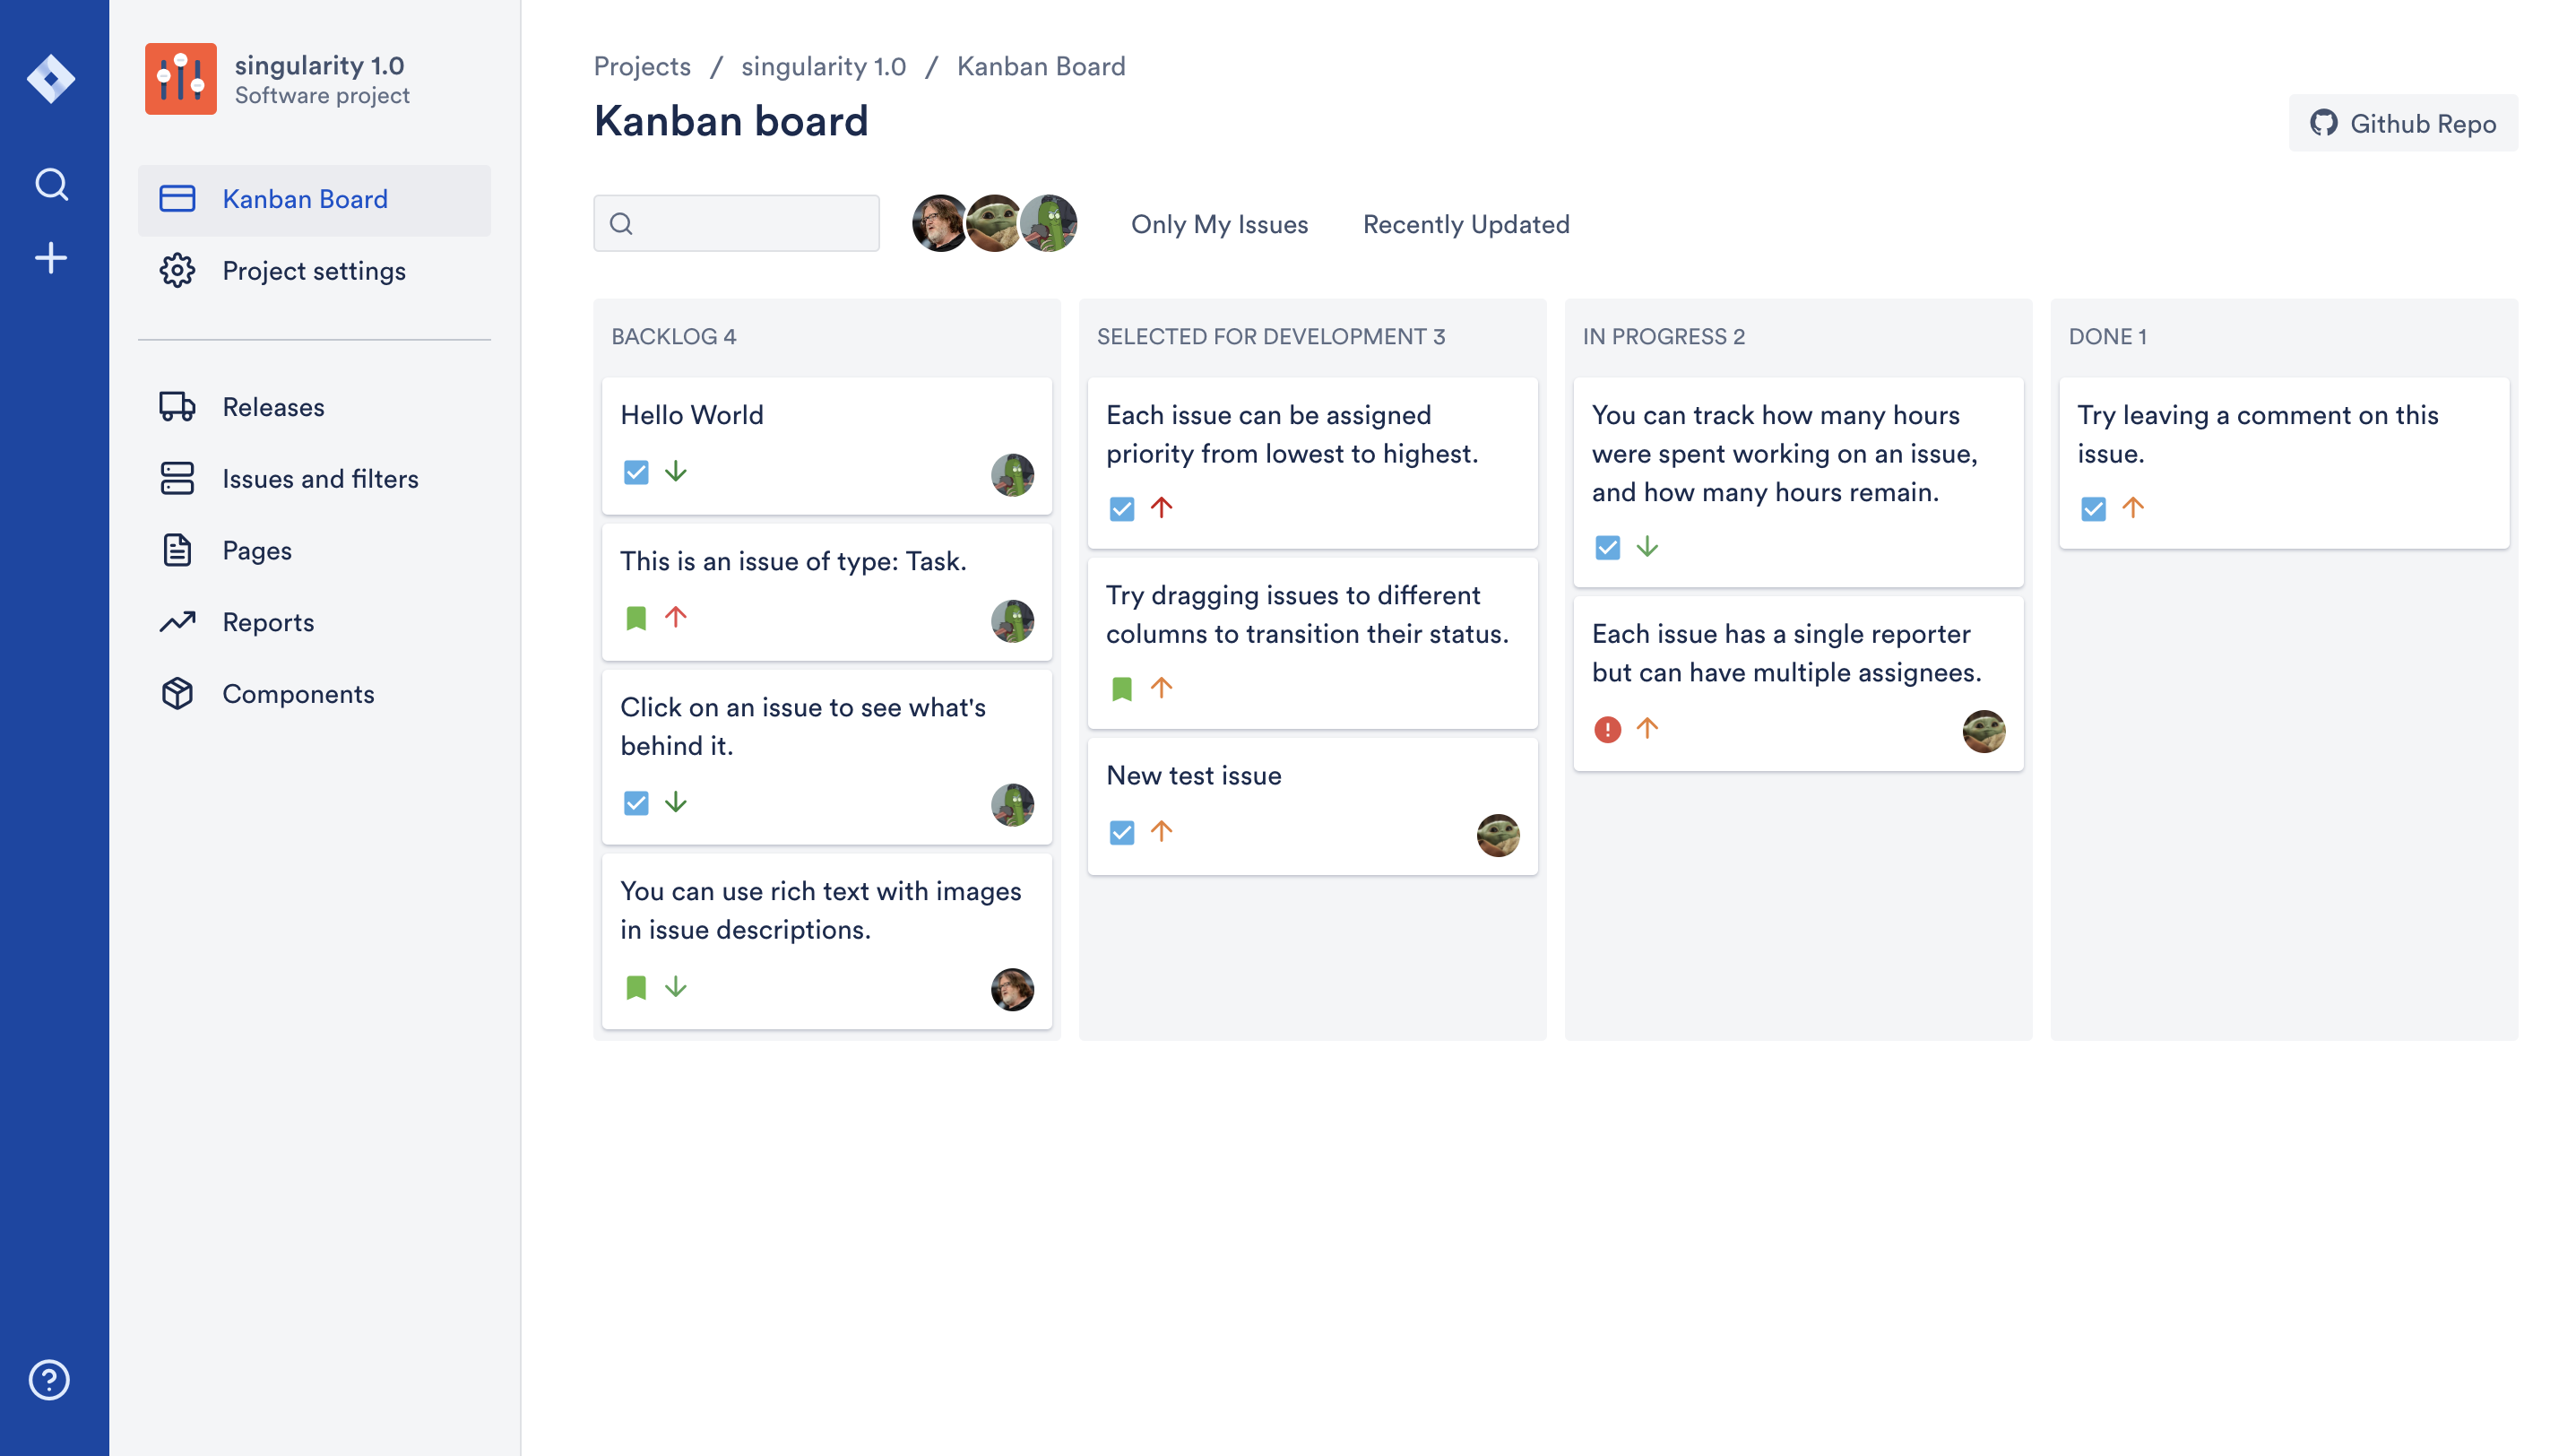 singularity 1.0
Software project
Kanban Board
Project settings
Releases
Issues and filters
Pages
Reports
Components
Projects / singularity 1.0 / Kanban Board
Kanban board
Github Repo
Only My Issues
Recently Updated
BACKLOG 4
Hello World
This is an issue of type: Task.
Click on an issue to see what's
behind it.
You can use rich text with images
in issue descriptions.
SELECTED FOR DEVELOPMENT 3
Each issue can be assigned
priority from lowest to highest.
Try dragging issues to different
columns to transition their status.
New test issue
IN PROGRESS 2
You can track how many hours
were spent working on an issue,
and how many hours remain.
Each issue has a single reporter
but can have multiple assignees.
DONE 1
Try leaving a comment on this
issue.